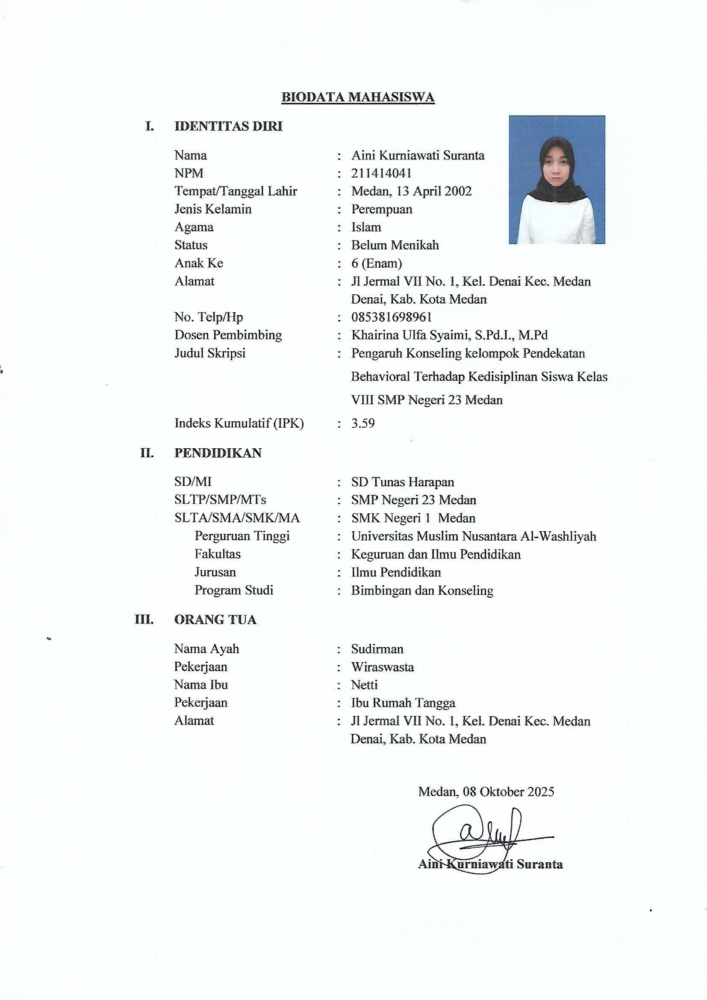 BIODATA MAHASISWA
I. IDENTITAS DIRI
Nama : Aini Kurniawati Suranta
NPM : 211414041
Tempat/Tanggal Lahir : Medan, 13 April 2002
Jenis Kelamin : Perempuan
Agama : Islam
Status : Belum Menikah
Anak Ke : 6 (Enam)
Alamat : Jl Jermal VII No. 1, Kel. Denai Kec. Medan
Denai, Kab. Kota Medan
No. Telp/Hp : 085381698961
Dosen Pembimbing : Khairina Ulfa Syaimi, S.Pd.I., M.Pd
Judul Skripsi : Pengaruh Konseling kelompok Pendekatan
Behavioral Terhadap Kedisiplinan Siswa Kelas
VIII SMP Negeri 23 Medan
Indeks Kumulatif (IPK) : 3.59
II. PENDIDIKAN
SD/MI : SD Tunas Harapan
SLTP/SMP/MTs : SMP Negeri 23 Medan
SLTA/SMA/SMK/MA : SMK Negeri 1 Medan
Perguruan Tinggi : Universitas Muslim Nusantara Al-Washliyah
Fakultas : Keguruan dan Ilmu Pendidikan
Jurusan : Ilmu Pendidikan
Program Studi : Bimbingan dan Konseling
III. ORANG TUA
Nama Ayah : Sudirman
Pekerjaan : Wiraswasta
Nama Ibu : Netti
Pekerjaan : Ibu Rumah Tangga
Alamat : Jl Jermal VII No. 1, Kel. Denai Kec. Medan
Denai, Kab. Kota Medan
Medan, 08 Oktober 2025
Aini Kurniawati Suranta